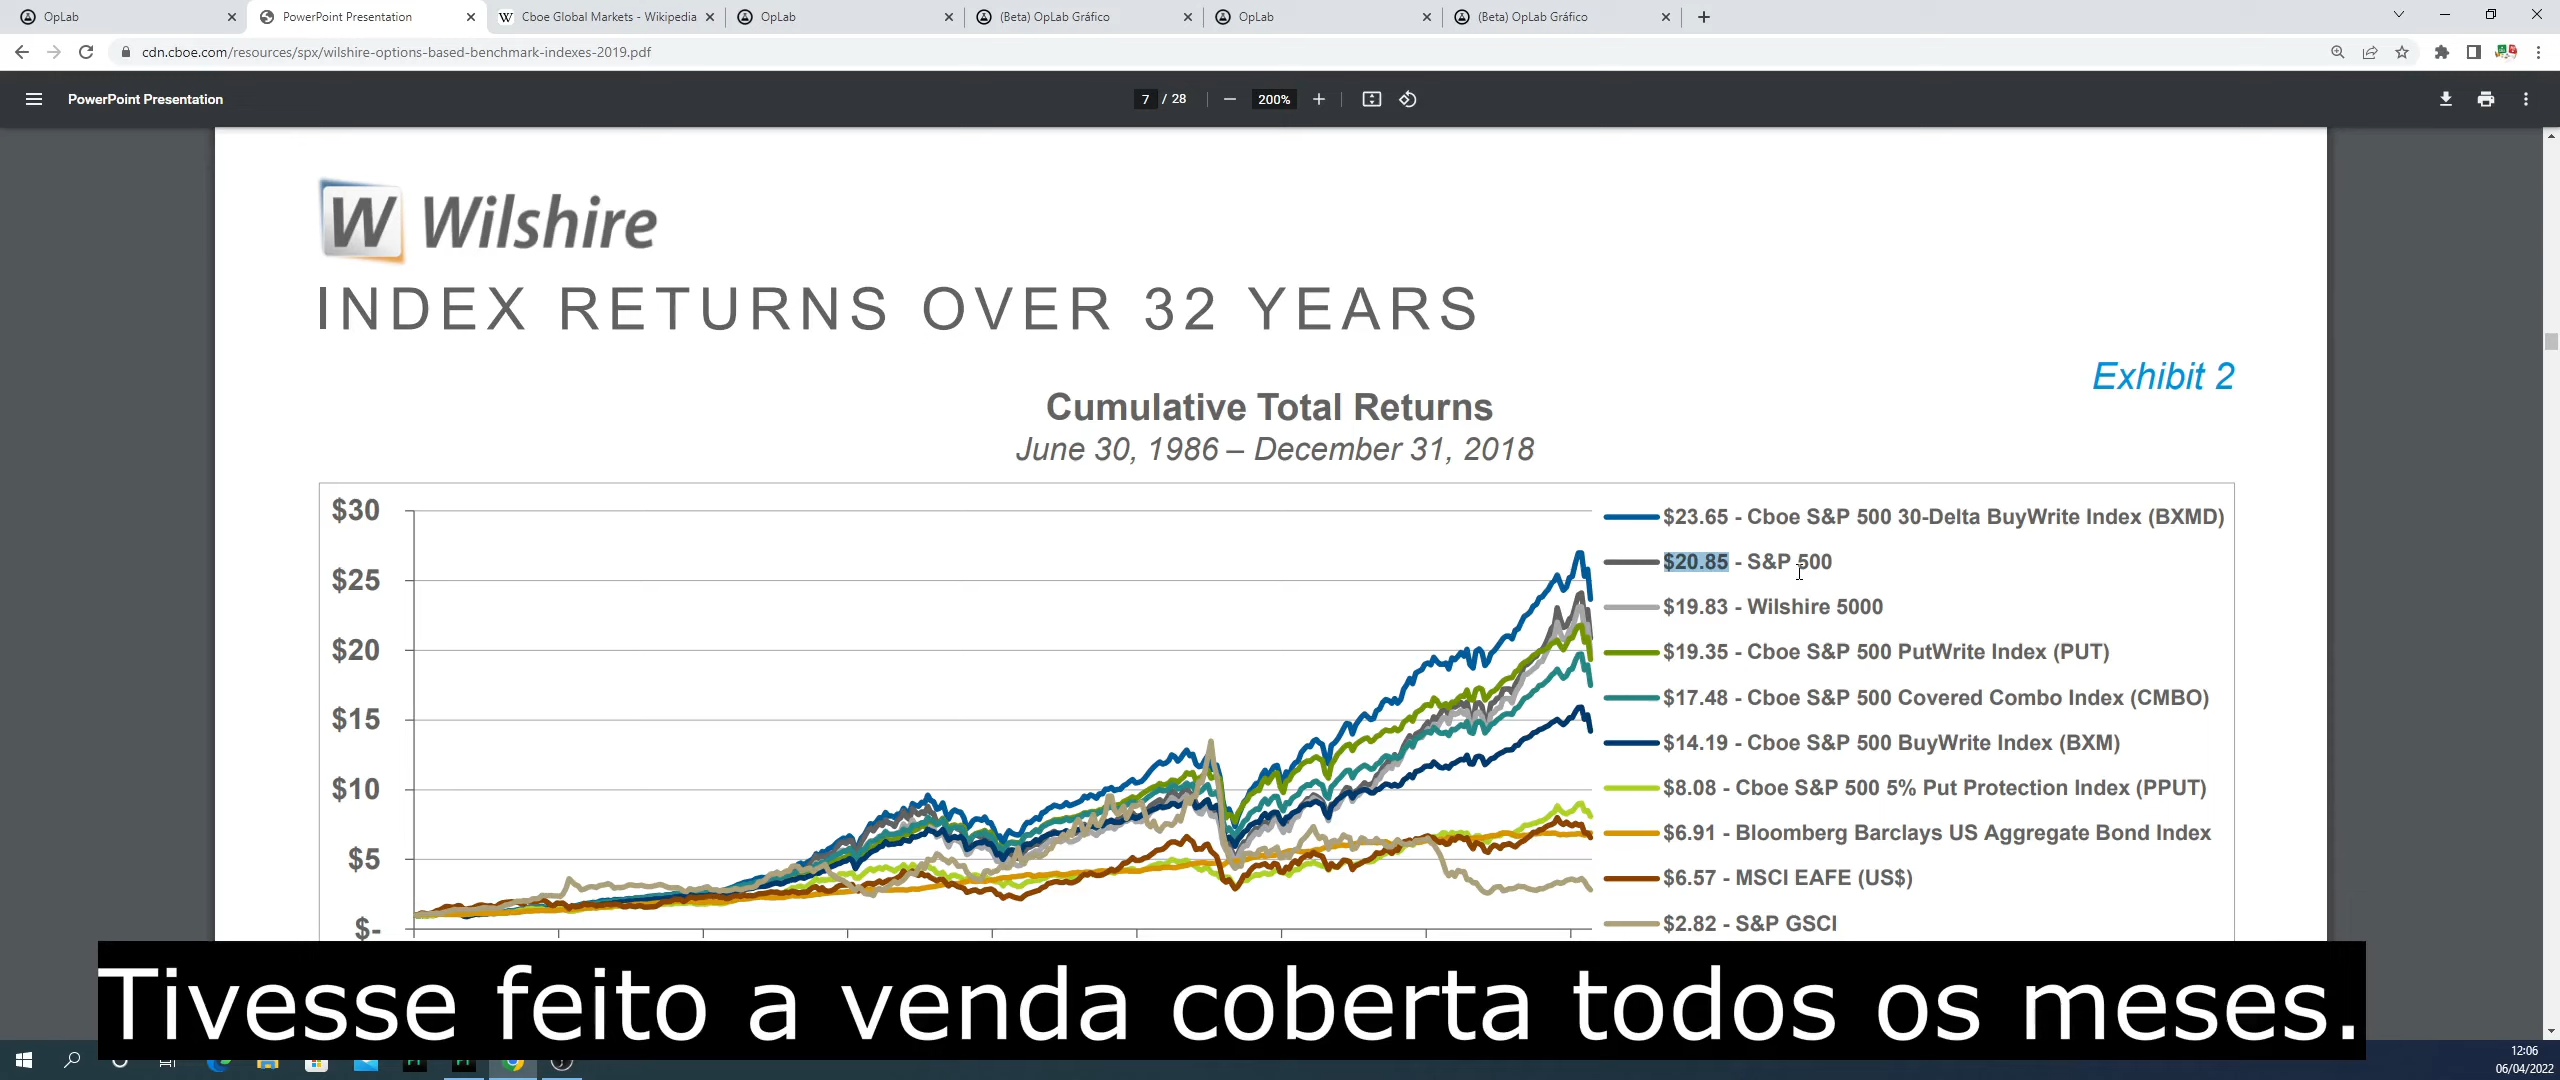 OpLab
PowerPoint Presentation
Cboe Global Markets - Wikipedia
OpLab
(Beta) OpLab Gráfico
OpLab
(Beta) OpLab Gráfico
cdn.cboe.com/resources/spx/wilshire-options-based-benchmark-indexes-2019.pdf
PowerPoint Presentation
7 / 28
200%
W Wilshire
INDEX RETURNS OVER 32 YEARS
Exhibit 2
Cumulative Total Returns
June 30, 1986 – December 31, 2018
$30
$25
$20
$15
$10
$5
$-
$23.65 - Cboe S&P 500 30-Delta BuyWrite Index (BXMD)
$20.85 - S&P 500
$19.83 - Wilshire 5000
$19.35 - Cboe S&P 500 PutWrite Index (PUT)
$17.48 - Cboe S&P 500 Covered Combo Index (CMBO)
$14.19 - Cboe S&P 500 BuyWrite Index (BXM)
$8.08 - Cboe S&P 500 5% Put Protection Index (PPUT)
$6.91 - Bloomberg Barclays US Aggregate Bond Index
$6.57 - MSCI EAFE (US$)
$2.82 - S&P GSCI
Tivesse feito a venda coberta todos os meses.
12:06
06/04/2022